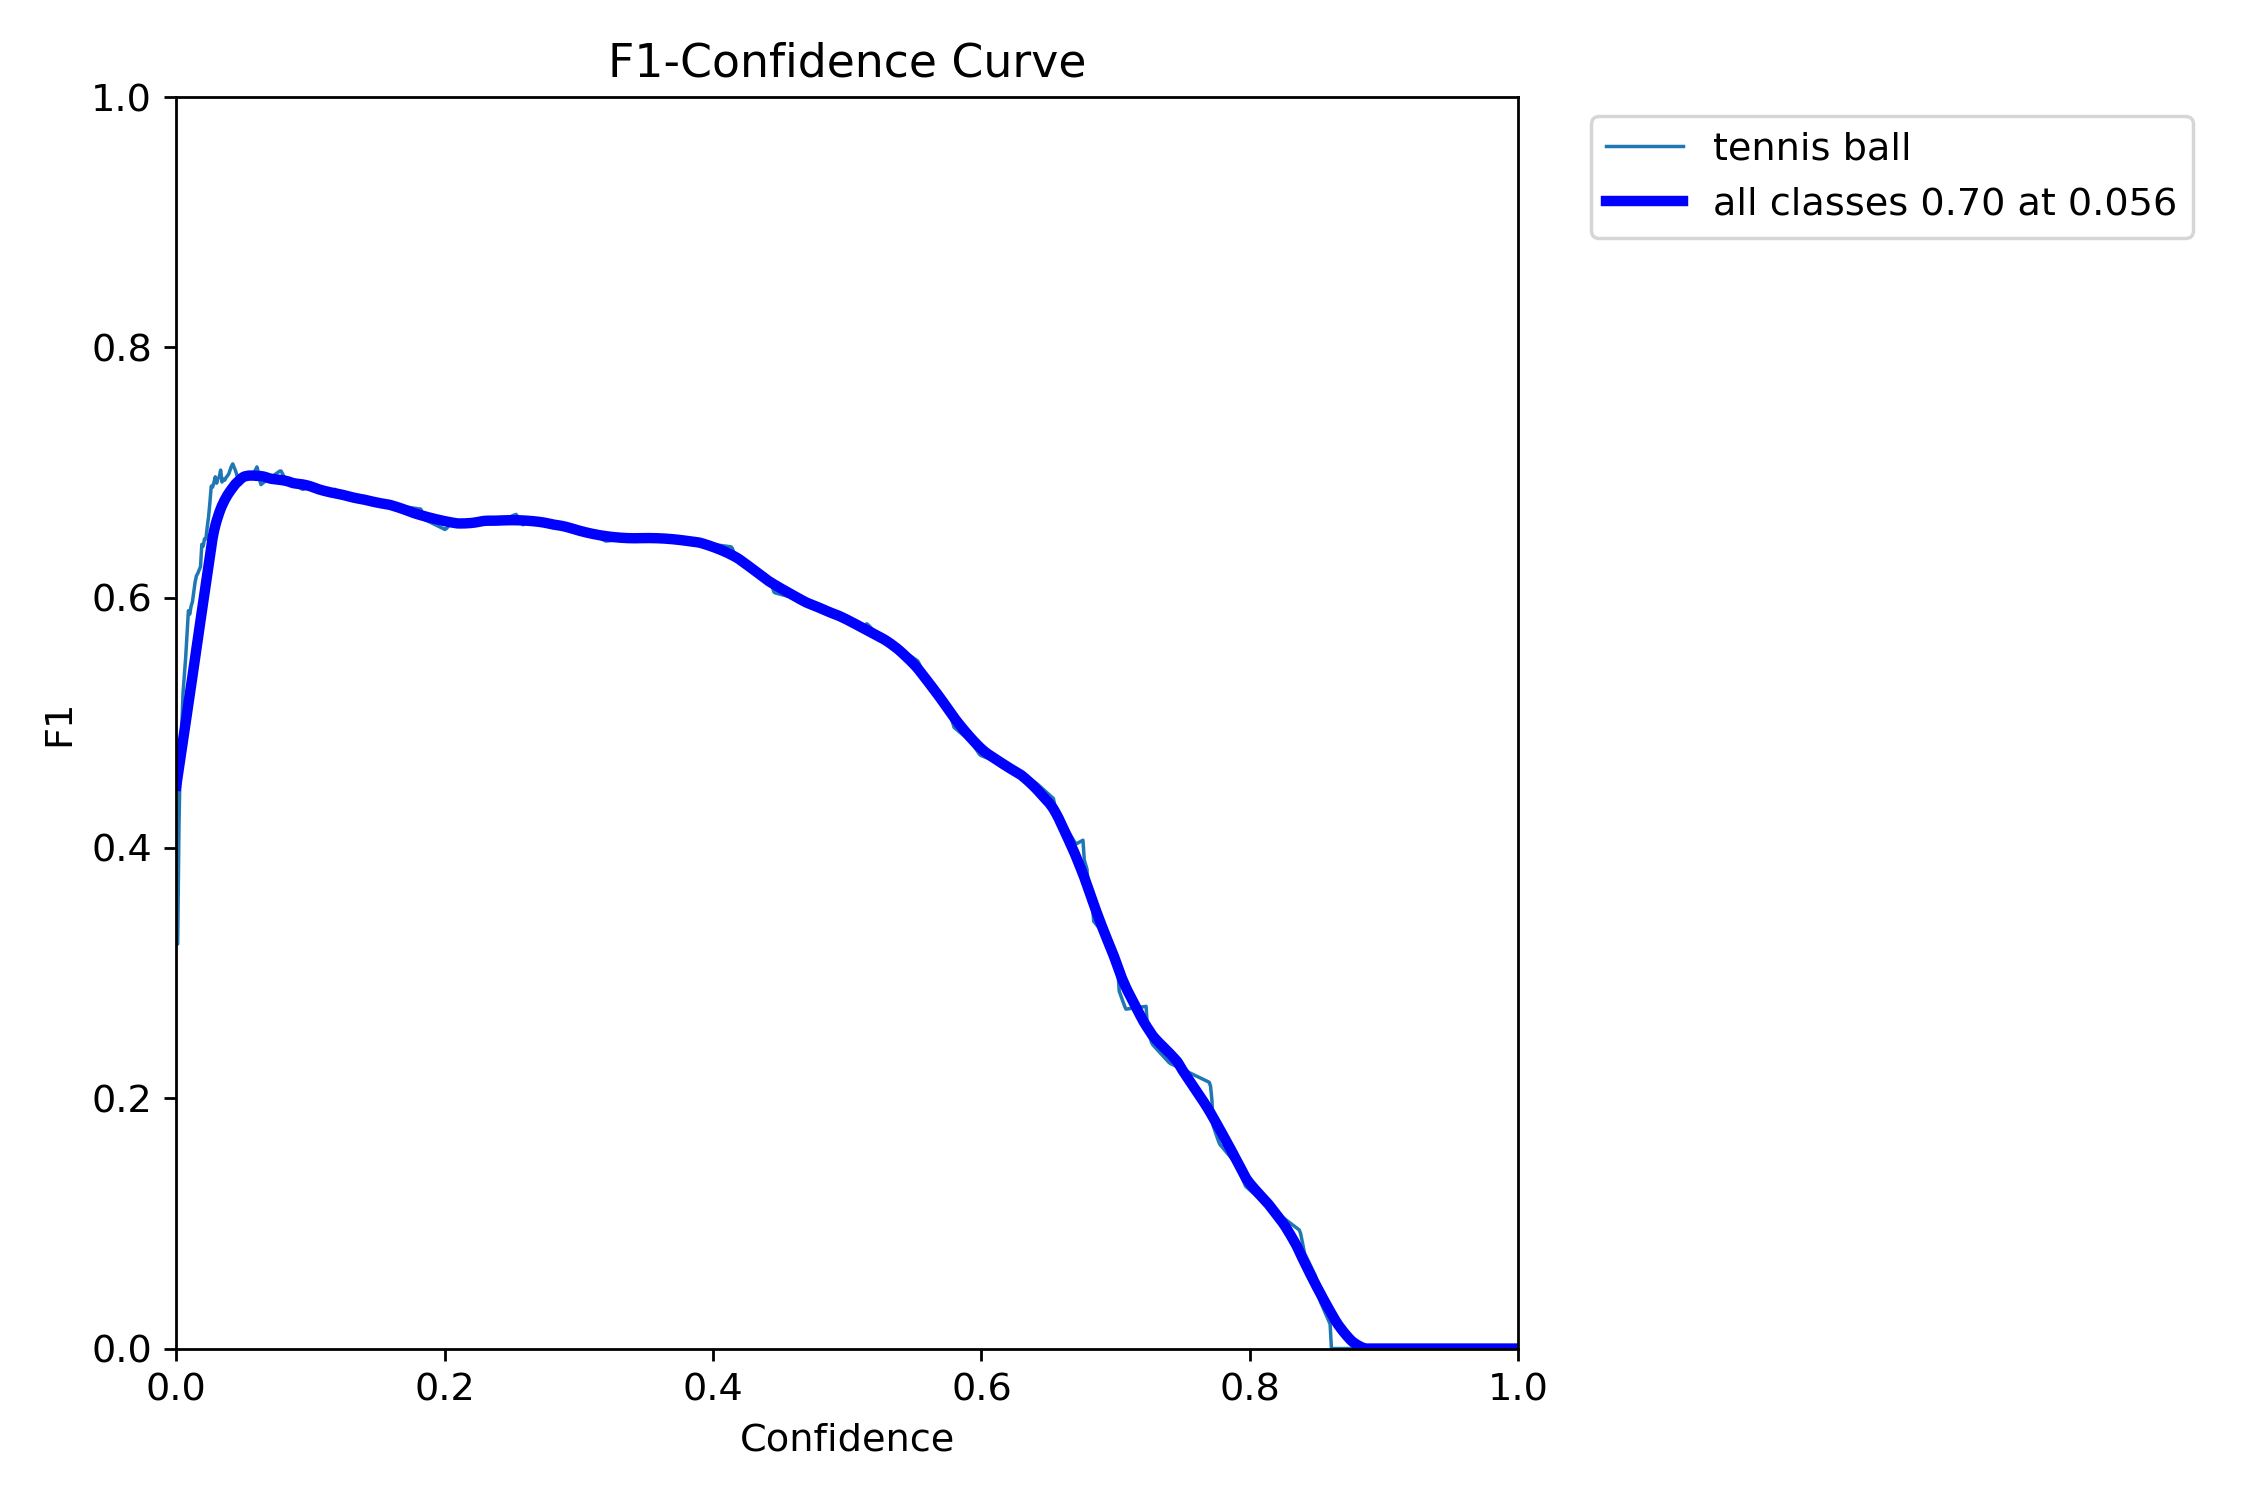 F1-Confidence Curve
1.0
0.8
0.6
0.4
0.2
0.0
F1
0.0 0.2 0.4 0.6 0.8 1.0
Confidence
tennis ball
all classes 0.70 at 0.056